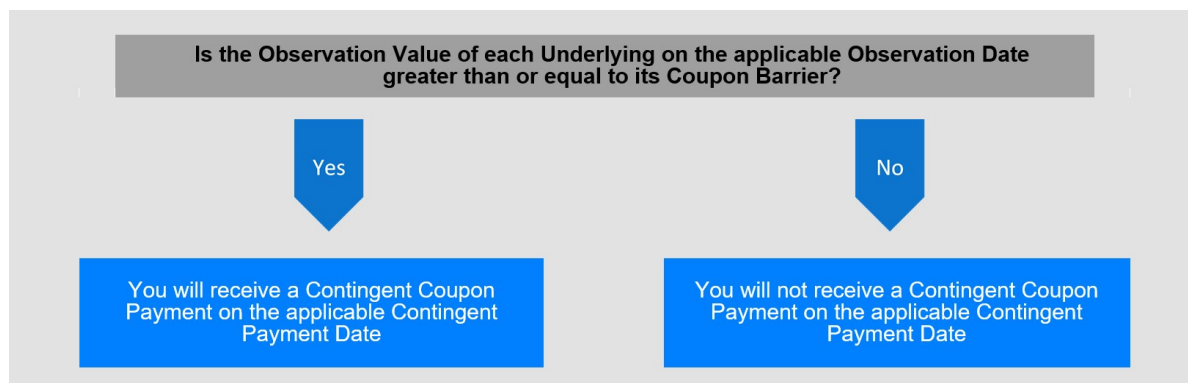 Is the Observation Value of each Underlying on the applicable Observation Date
greater than or equal to its Coupon Barrier?
Yes
No
You will receive a Contingent Coupon
Payment on the applicable Contingent
Payment Date
You will not receive a Contingent Coupon
Payment on the applicable Contingent
Payment Date